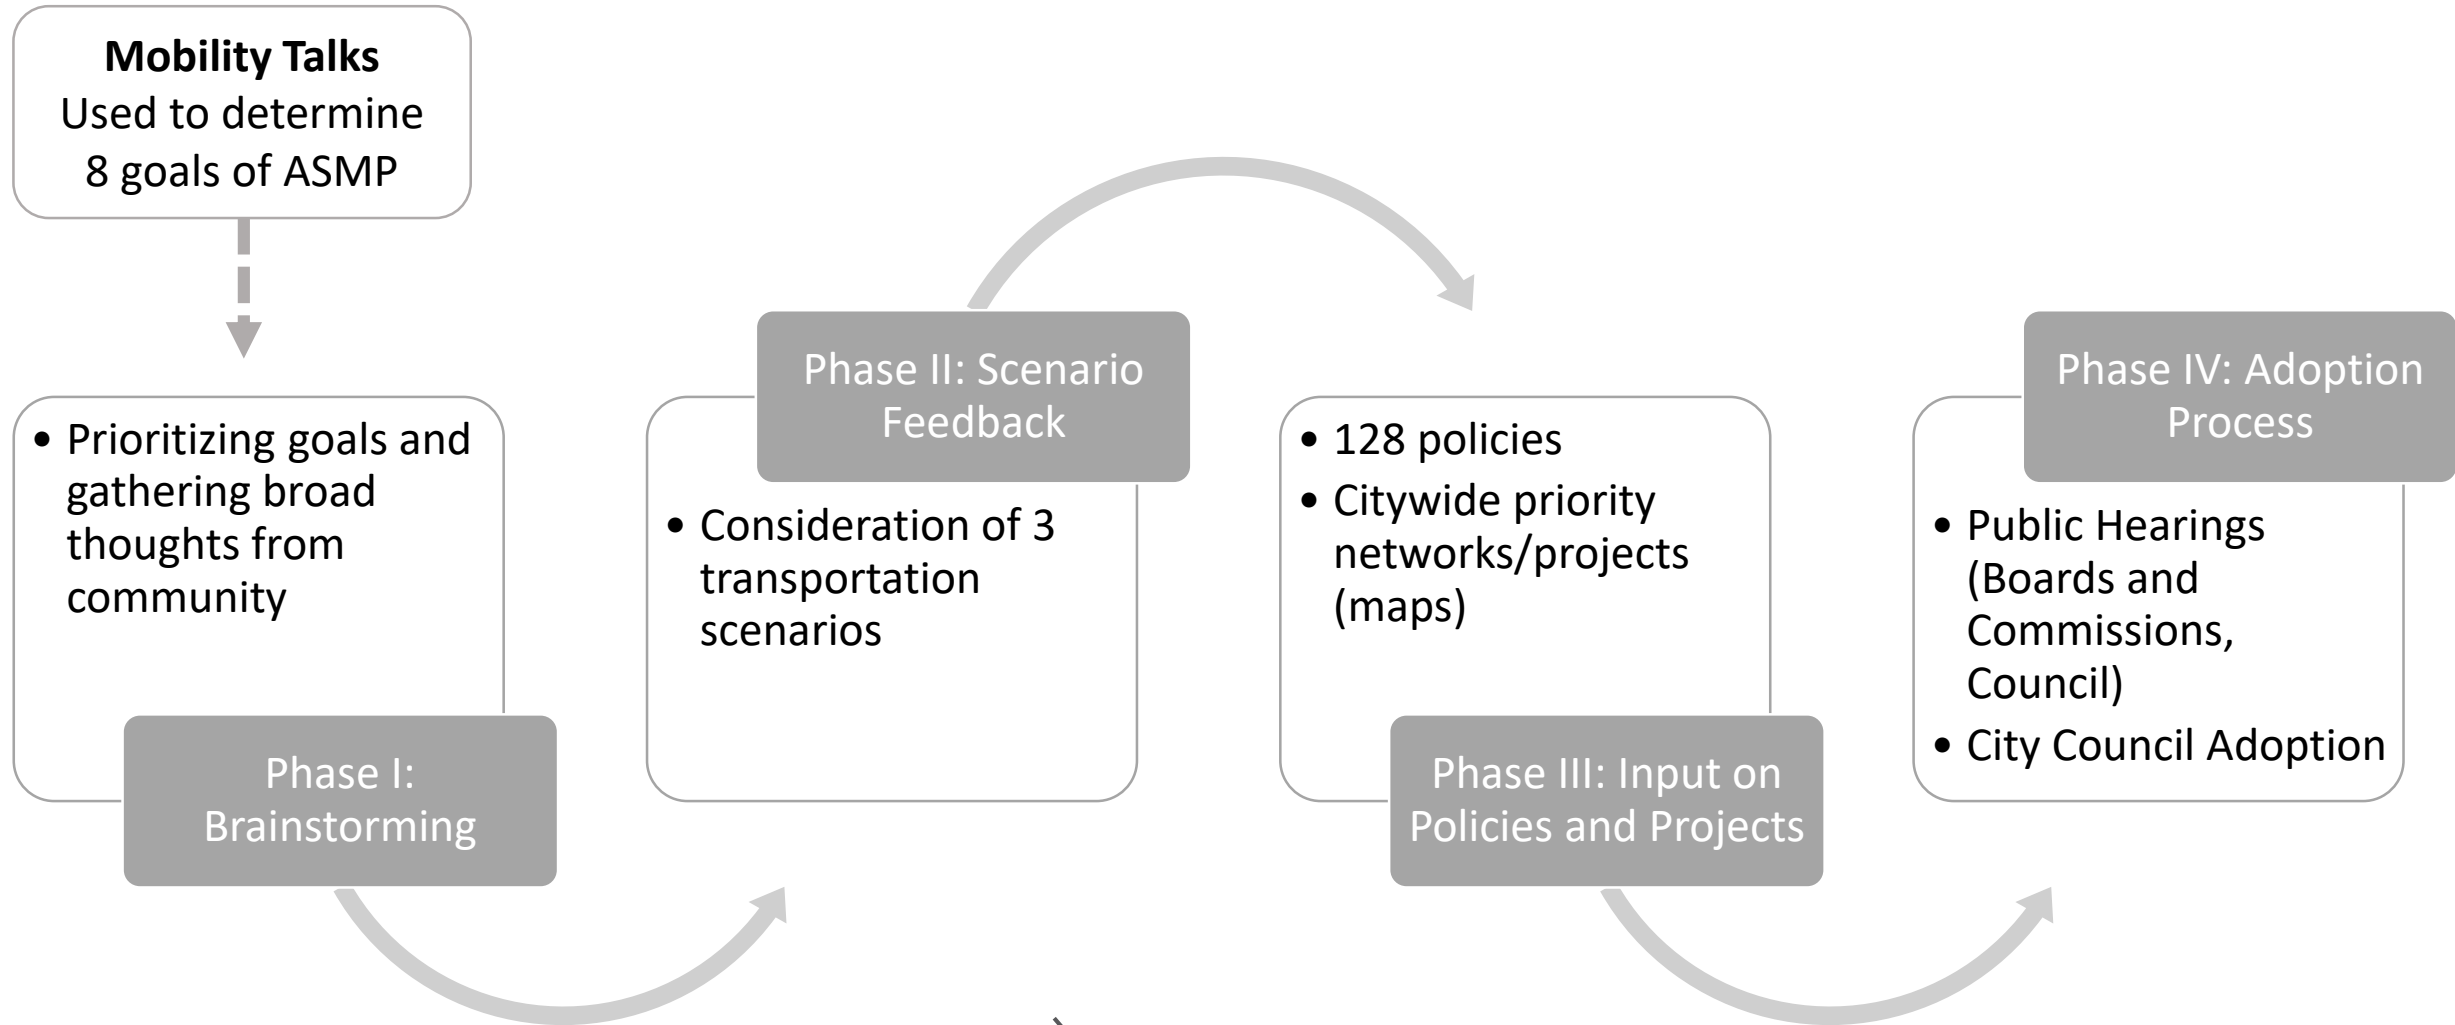 Mobility Talks
Used to determine
8 goals of ASMP
• Prioritizing goals and
gathering broad
thoughts from
community
Phase I:
Brainstorming
Phase II: Scenario
Feedback
• Consideration of 3
transportation
scenarios
• 128 policies
• Citywide priority
networks/projects
(maps)
Phase III: Input on
Policies and Projects
Phase IV: Adoption
Process
• Public Hearings
(Boards and
Commissions,
Council)
• City Council Adoption